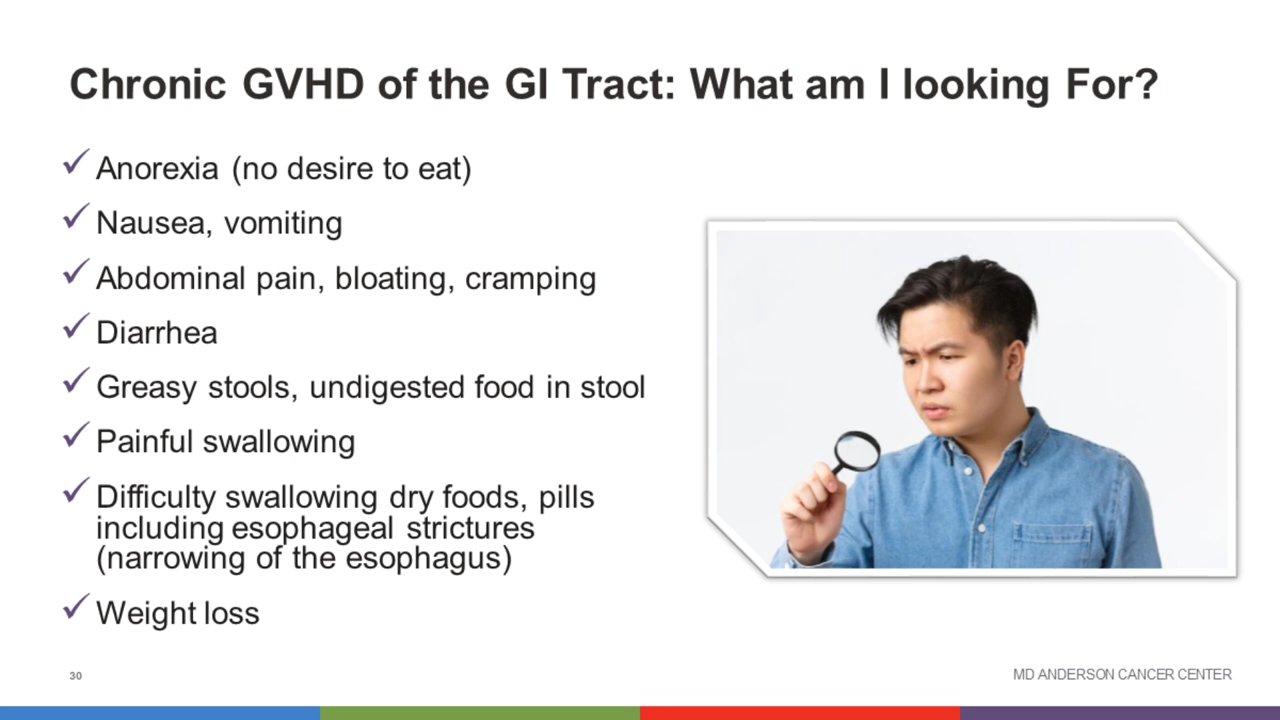 Chronic GVHD of the GI Tract: What am I looking For?
Anorexia (no desire to eat)
Nausea, vomiting
Abdominal pain, bloating, cramping
Diarrhea
Greasy stools, undigested food in stool
Painful swallowing
Difficulty swallowing dry foods, pills
including esophageal strictures
(narrowing of the esophagus)
Weight loss
30
MD ANDERSON CANCER CENTER